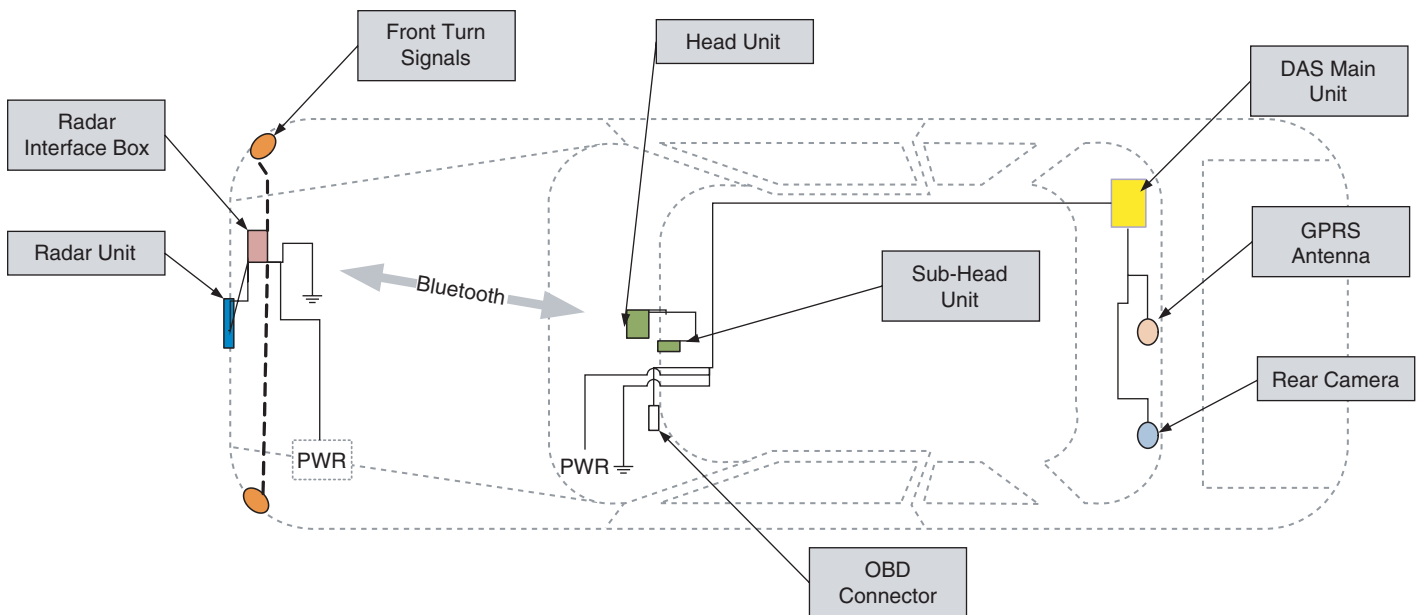 Front Turn
Signals
Head Unit
DAS Main
Unit
Radar
Interface Box
Radar Unit
GPRS
Antenna
Sub-Head
Unit
Bluetooth
Rear Camera
PWR
PWR
OBD
Connector